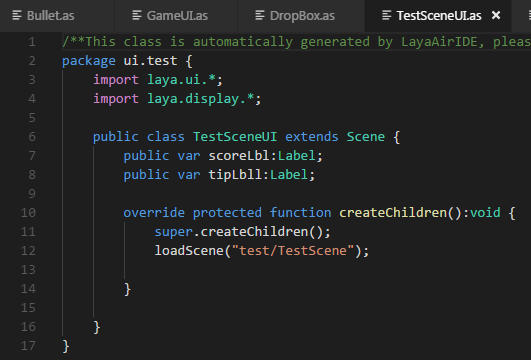 Bullet.as GameUI.as DropBox.as TestSceneUI.as ×
1 /**This class is automatically generated by LayaAirIDE, pleas
2 package ui.test {
3 import laya.ui.*;
4 import laya.display.*;
5
6 public class TestSceneUI extends Scene {
7 public var scoreLbl:Label;
8 public var tipLbll:Label;
9
10 override protected function createChildren():void {
11 super.createChildren();
12 loadScene("test/TestScene");
13
14 }
15
16 }
17 }